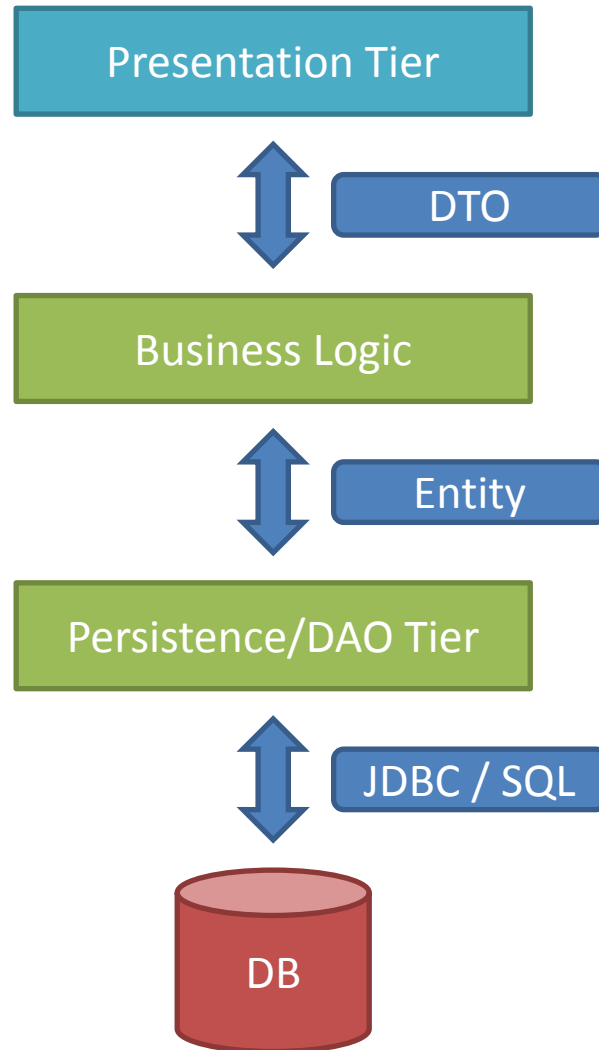 Presentation Tier
DTO
Business Logic
Entity
Persistence/DAO Tier
JDBC / SQL
DB